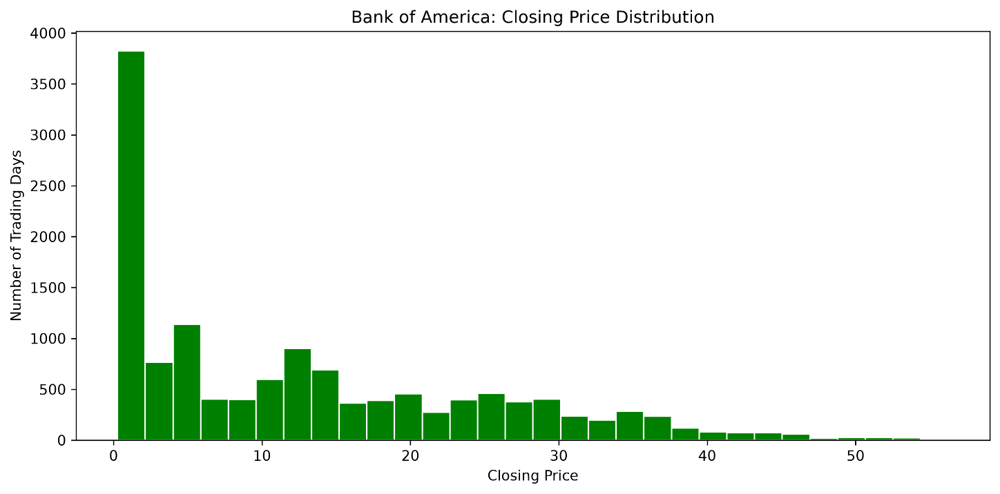 Bank of America: Closing Price Distribution
4000
3500
3000
2500
2000
1500
1000
500
0
Number of Trading Days
0 10 20 30 40 50
Closing Price